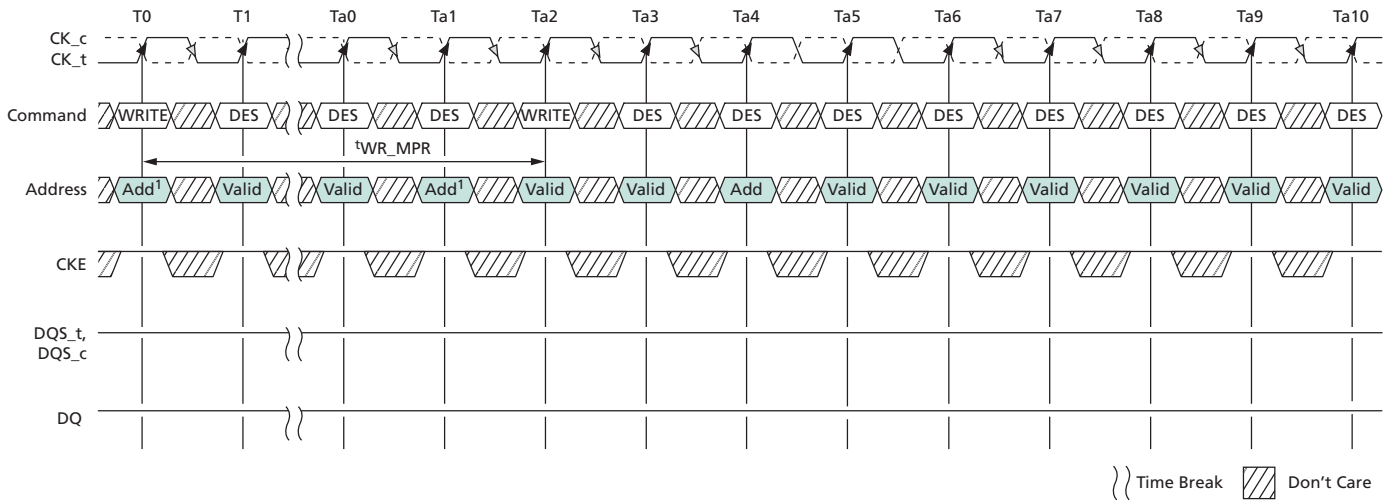 T0 T1 Ta0 Ta1 Ta2 Ta3 Ta4 Ta5 Ta6 Ta7 Ta8 Ta9 Ta10
CK_c
CK_t
Command WRITE DES DES DES WRITE DES DES DES DES DES DES DES DES
tWR_MPR
Address Add1 Valid Valid Add1 Valid Valid Add Valid Valid Valid Valid Valid Valid
CKE
DQS_t,
DQS_c
DQ
Time Break Don't Care